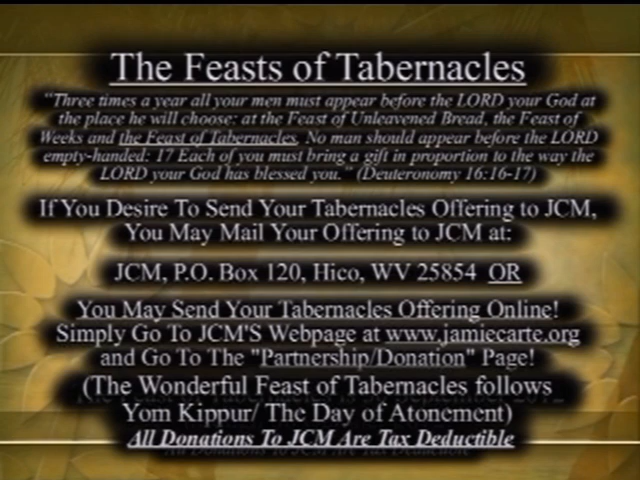 The Feasts of Tabernacles
"Three times a year all your men must appear before the LORD your God at
the place he will choose: at the Feast of Unleavened Bread, the Feast of
Weeks and the Feast of Tabernacles. No man should appear before the LORD
empty-handed: 17 Each of you must bring a gift in proportion to the way the
LORD your God has blessed you." (Deuteronomy 16:16-17)
If You Desire To Send Your Tabernacles Offering to JCM,
You May Mail Your Offering to JCM at:
JCM, P.O. Box 120, Hico, WV 25854 OR
You May Send Your Tabernacles Offering Online!
Simply Go To JCM'S Webpage at www.jamiecarte.org
and Go To The "Partnership/Donation" Page!
(The Wonderful Feast of Tabernacles follows
Yom Kippur/ The Day of Atonement)
All Donations To JCM Are Tax Deductible